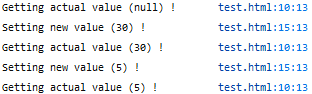 Getting actual value (null) ! test.html:10:13
Setting new value (30) ! test.html:15:13
Getting actual value (30) ! test.html:10:13
Setting new value (5) ! test.html:15:13
Getting actual value (5) ! test.html:10:13